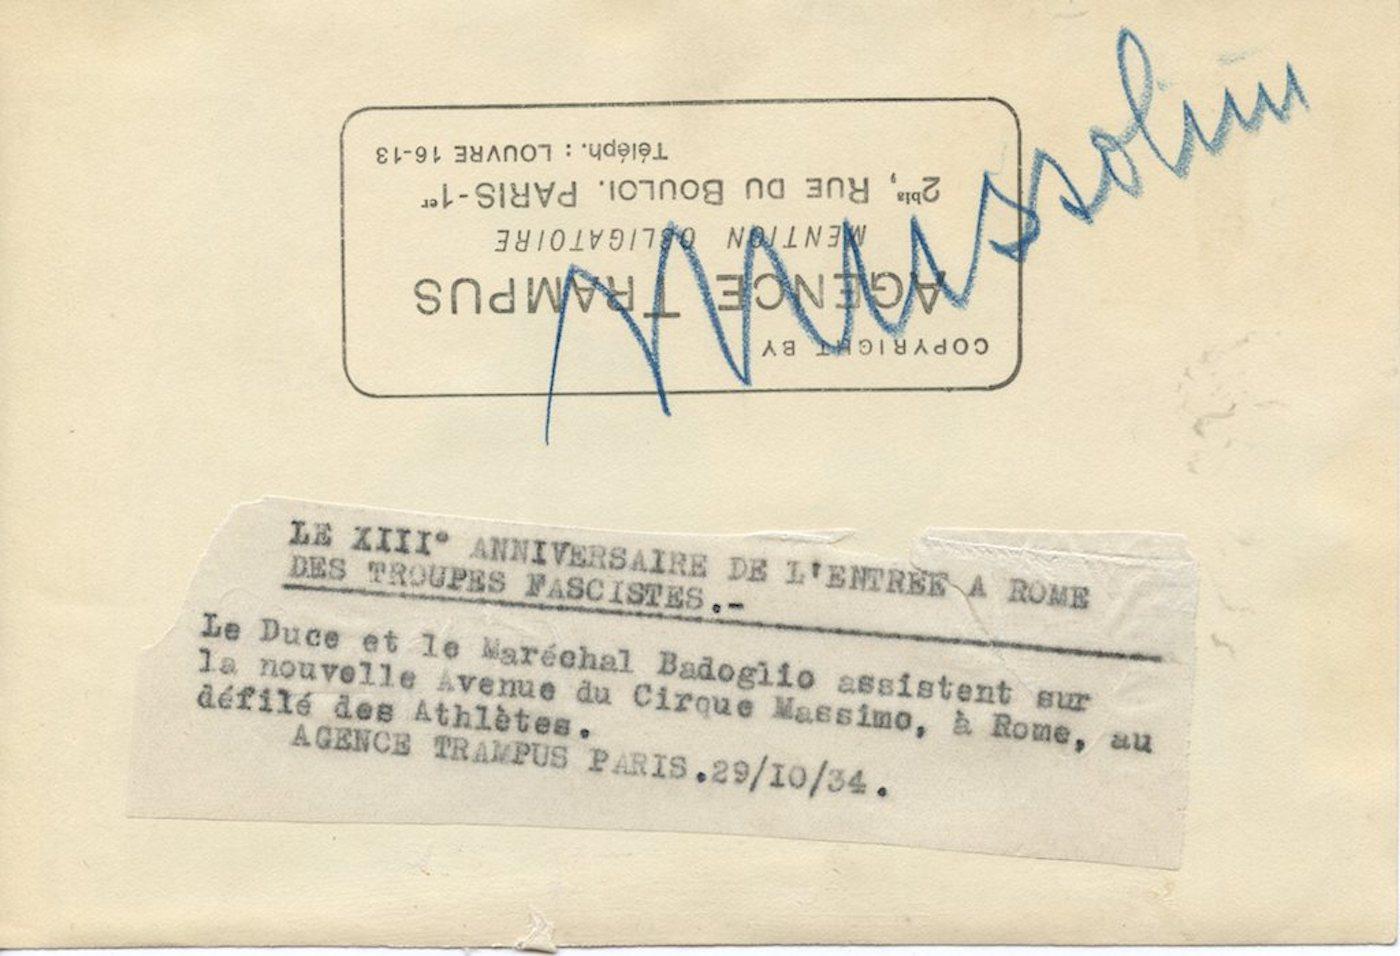 Mussolini
COPYRIGHT BY
AGENCE TRAMPUS
MENTION OBLIGATOIRE
2bis, RUE DU BOULOI. PARIS-1er
Téléph. : LOUVRE 16-13
LE XIII° ANNIVERSAIRE DE L'ENTREE A ROME
DES TROUPES FASCISTES.-
Le Duce et le Maréchal Badoglio assistent sur
la nouvelle Avenue du Cirque Massimo, à Rome, au
défilé des Athlètes.
AGENCE TRAMPUS PARIS.29/10/34.